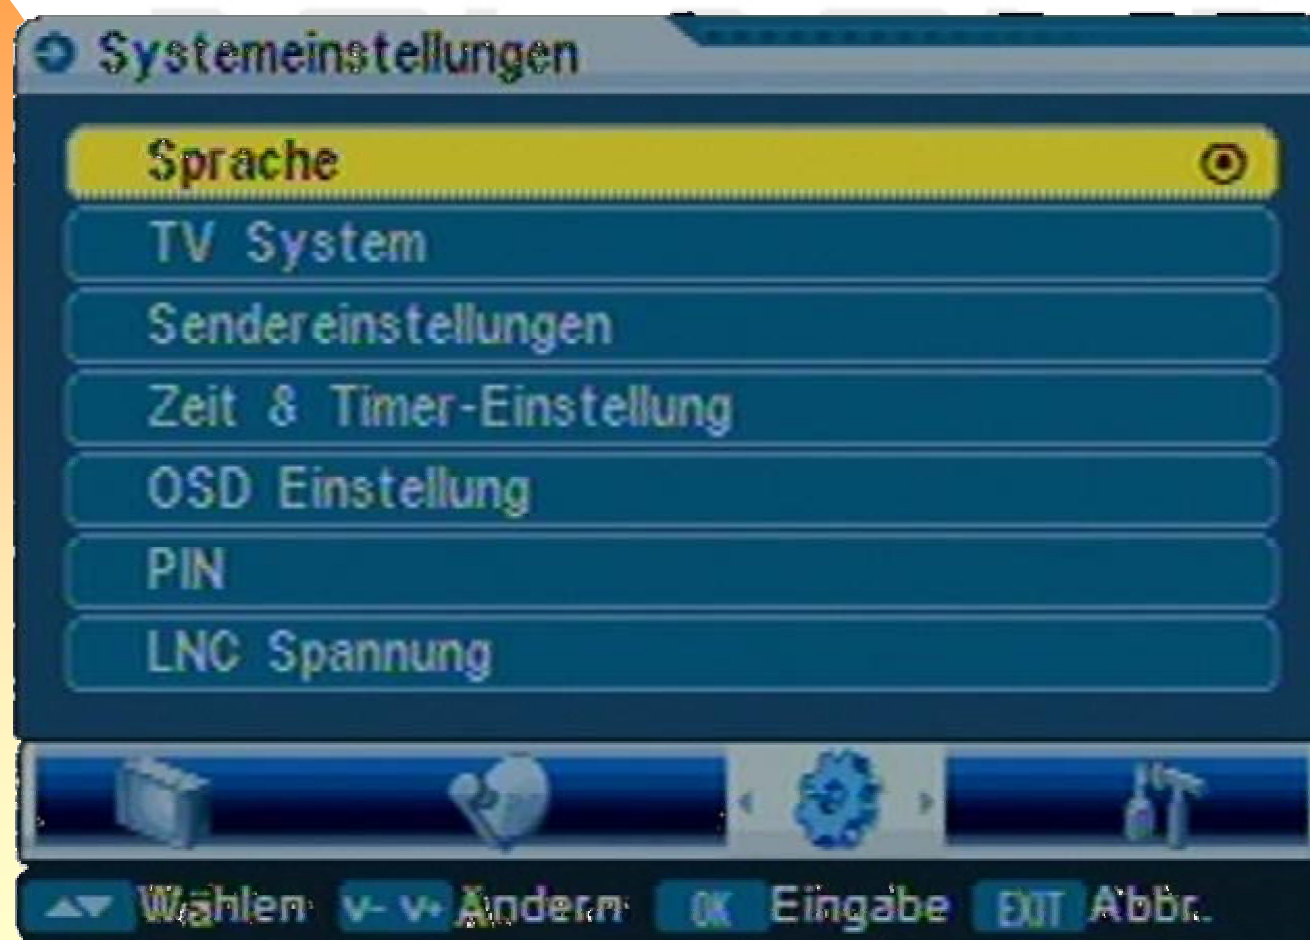 Systemeinstellungen
Sprache
TV System
Sendereinstellungen
Zeit & Timer-Einstellung
OSD Einstellung
PIN
LNC Spannung
Wählen V- V+ Ändern OK Eingabe EXIT Abbr.